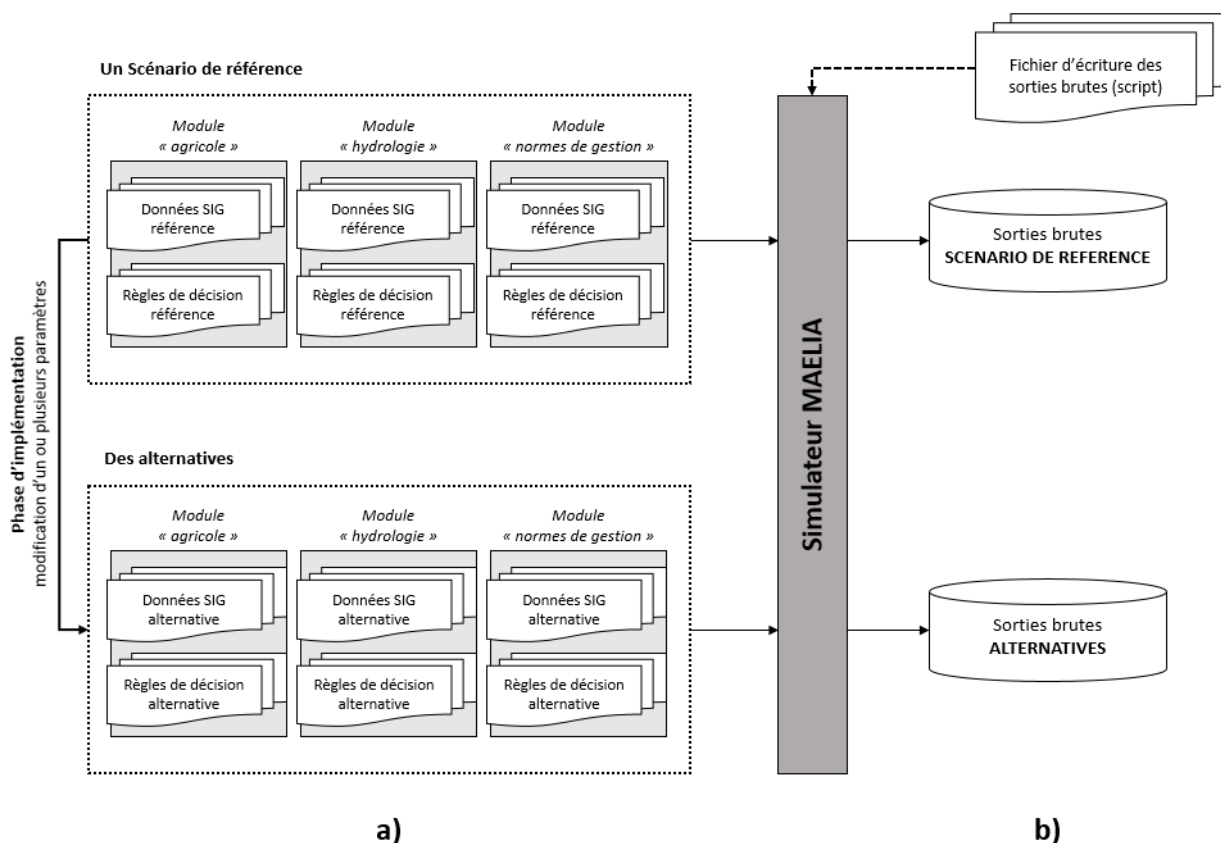 Fichier d'écriture des
sorties brutes (script)
Un Scénario de référence
Module
« agricole »
Module
« hydrologie »
Module
« normes de gestion »
Données SIG
référence
Données SIG
référence
Données SIG
référence
Règles de décision
référence
Règles de décision
référence
Règles de décision
référence
Sorties brutes
SCENARIO DE REFERENCE
Phase d'implémentation
modification d'un ou plusieurs paramètres
Simulateur MAELIA
Des alternatives
Module
« agricole »
Module
« hydrologie »
Module
« normes de gestion »
Données SIG
alternative
Données SIG
alternative
Données SIG
alternative
Règles de décision
alternative
Règles de décision
alternative
Règles de décision
alternative
Sorties brutes
ALTERNATIVES
a)
b)